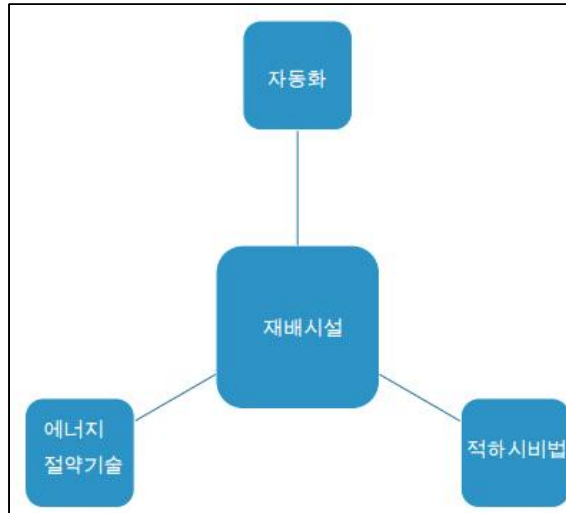 자동화
재배시설
에너지
절약기술
적하시비법